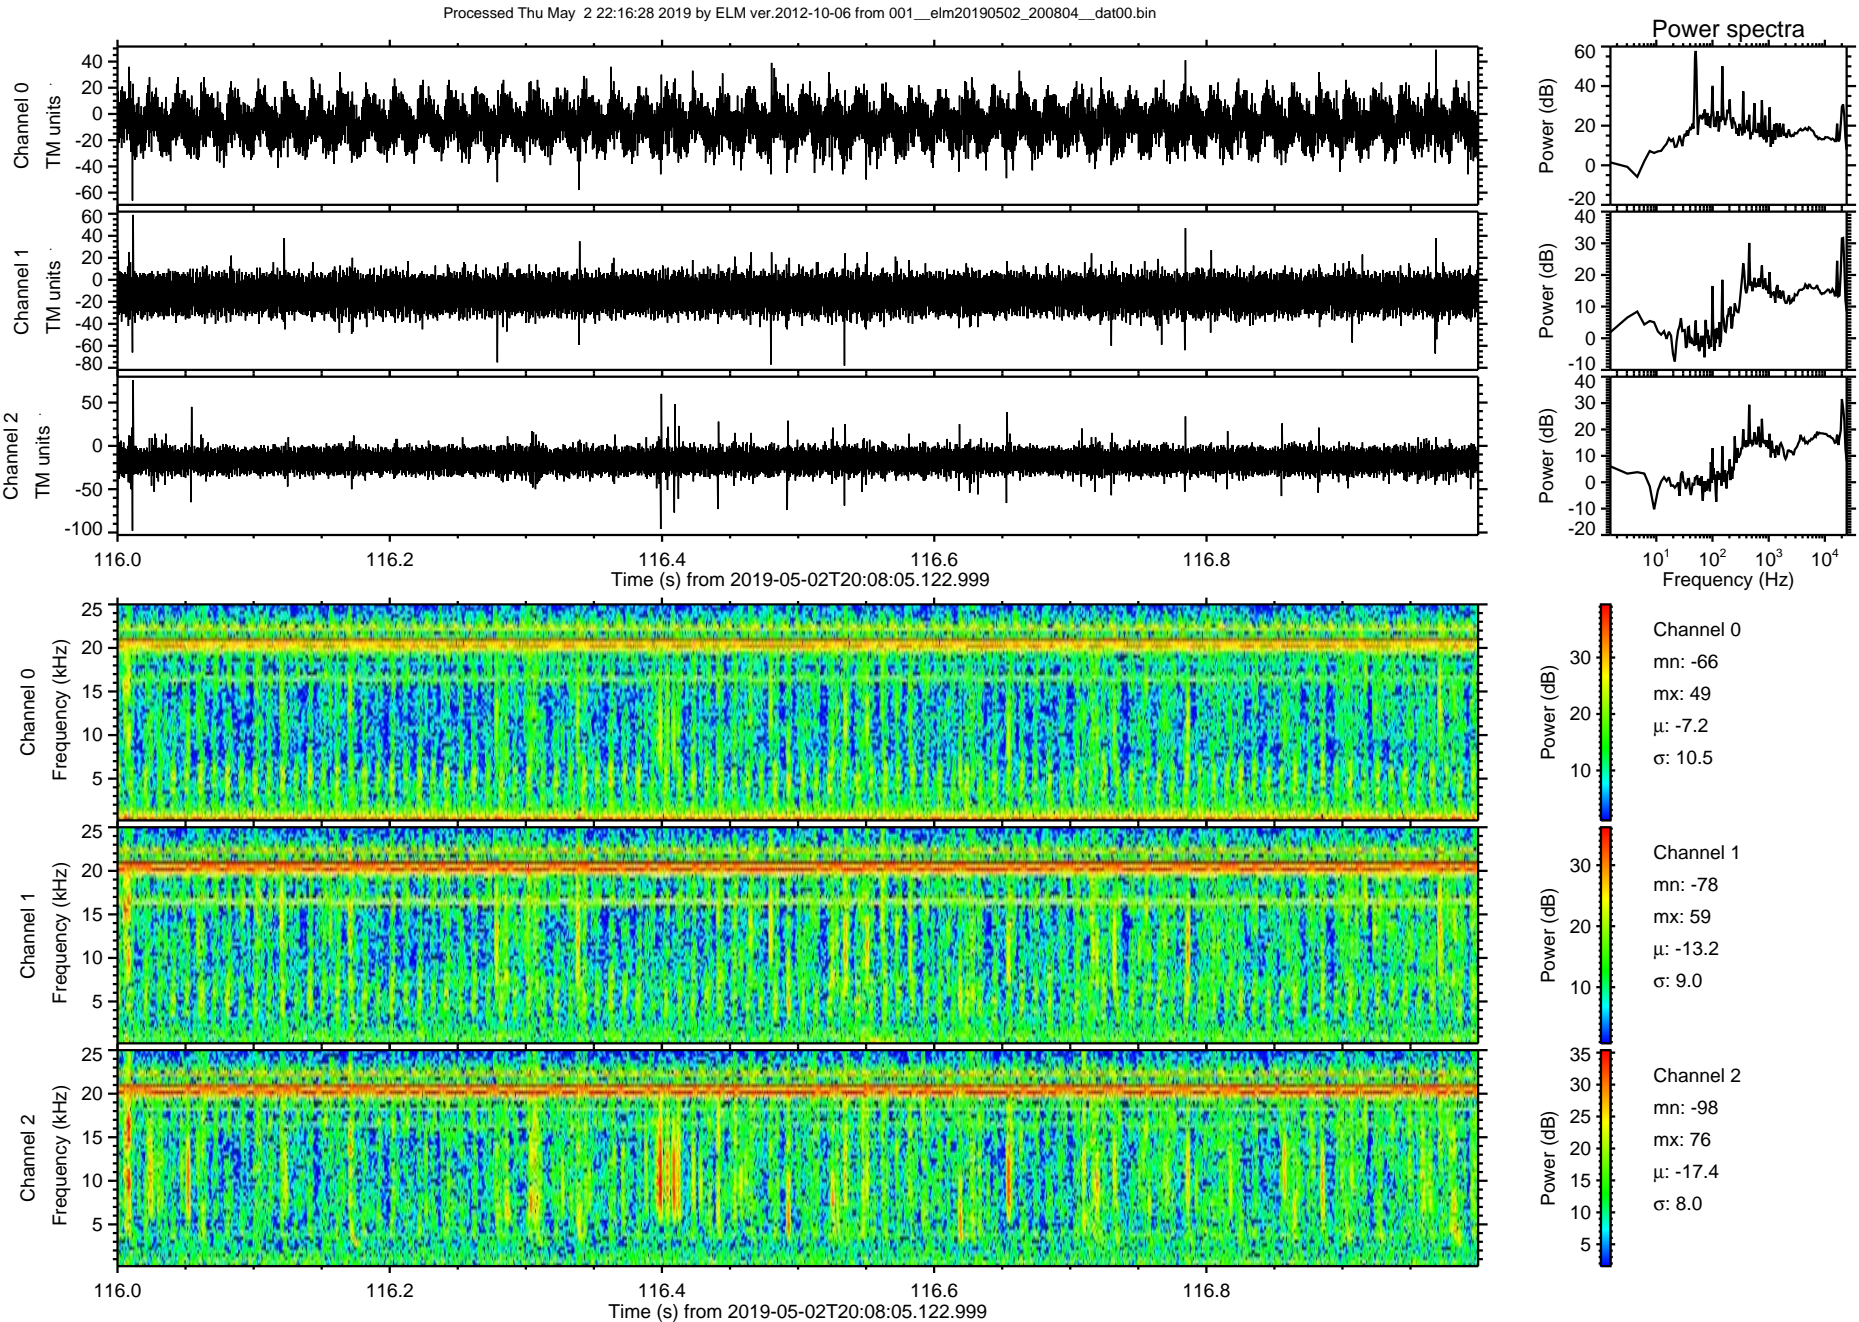 Processed Thu May  2 22:16:28 2019 by ELM ver.2012-10-06 from 001__elm20190502_200804__dat00.bin
Power spectra
Channel 0
TM units
40
20
0
-20
-40
-60
Power (dB)
60
40
20
0
-20
Channel 1
TM units
60
40
20
0
-20
-40
-60
-80
Power (dB)
40
30
20
10
0
-10
Channel 2
TM units
50
0
-50
-100
Power (dB)
40
30
20
10
0
-10
-20
116.0 116.2 116.4 116.6 116.8
Time (s) from 2019-05-02T20:08:05.122.999
10¹ 10² 10³ 10⁴
Frequency (Hz)
Channel 0
Frequency (kHz)
25
20
15
10
5
Power (dB)
30
20
10
Channel 0
mn: -66
mx: 49
μ: -7.2
σ: 10.5
Channel 1
Frequency (kHz)
25
20
15
10
5
Power (dB)
30
20
10
Channel 1
mn: -78
mx: 59
μ: -13.2
σ: 9.0
Channel 2
Frequency (kHz)
25
20
15
10
5
Power (dB)
35
30
25
20
15
10
5
Channel 2
mn: -98
mx: 76
μ: -17.4
σ: 8.0
116.0 116.2 116.4 116.6 116.8
Time (s) from 2019-05-02T20:08:05.122.999